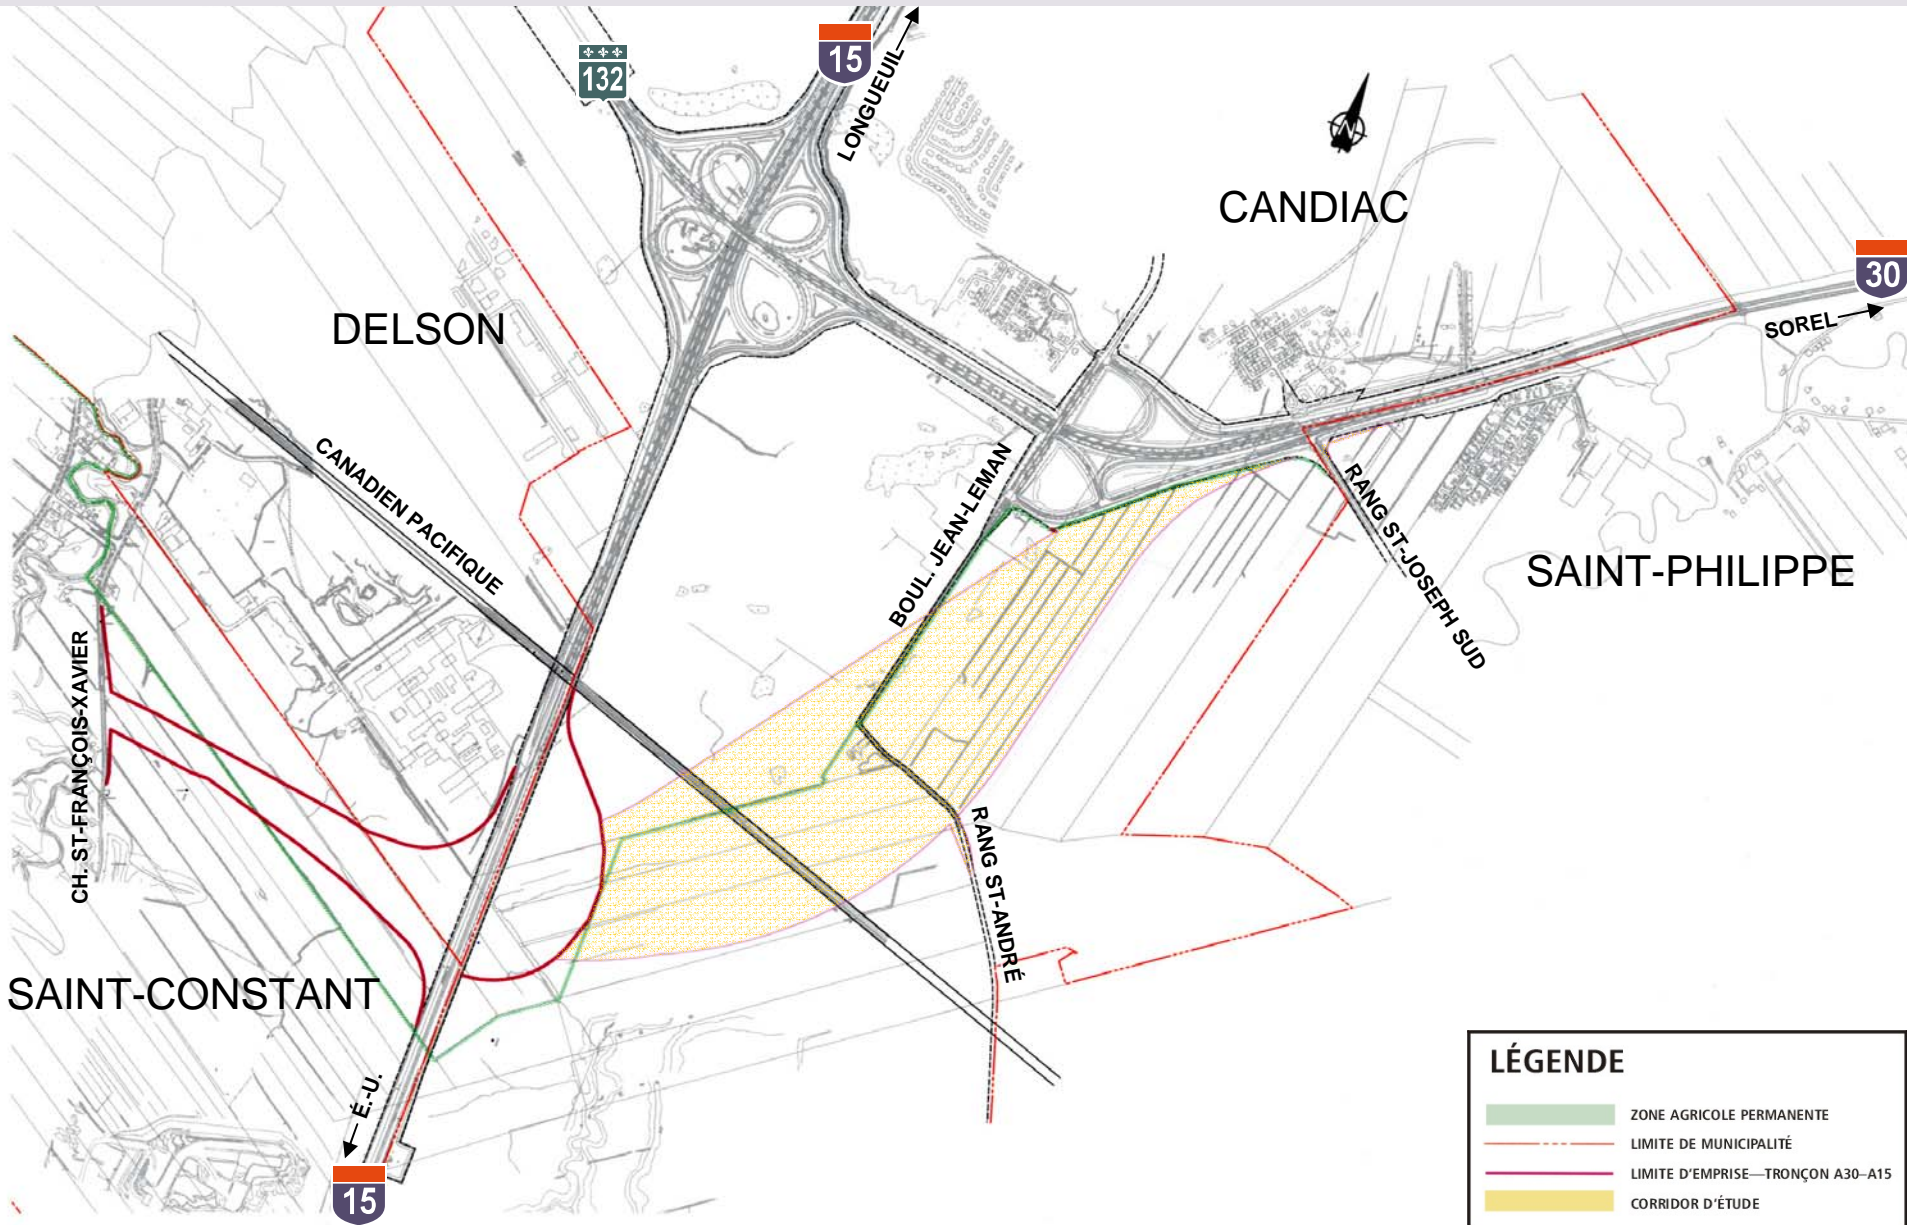 132
15
LONGUEUIL
N
CANDIAC
30
SOREL
DELSON
CANADIEN PACIFIQUE
BOUL. JEAN-LEMAN
RANG ST-JOSEPH SUD
SAINT-PHILIPPE
CH. ST-FRANÇOIS-XAVIER
RANG ST-ANDRÉ
SAINT-CONSTANT
É.-U.
15
LÉGENDE
ZONE AGRICOLE PERMANENTE
LIMITE DE MUNICIPALITÉ
LIMITE D'EMPRISE—TRONÇON A30–A15
CORRIDOR D'ÉTUDE